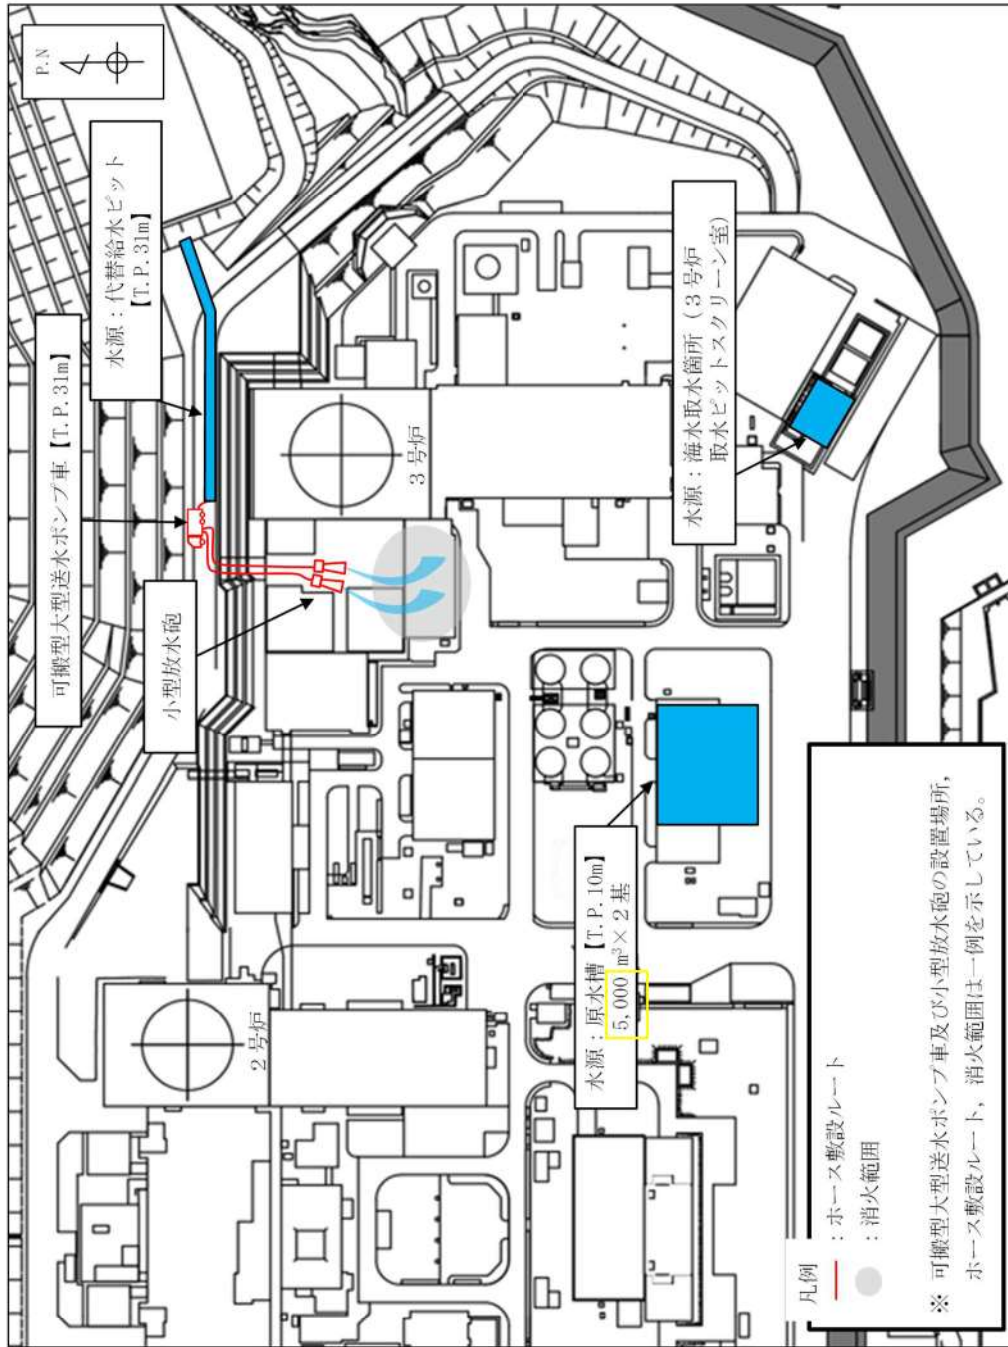 P.N
可搬型大型送水ポンプ車【T.P.31m】
水源：代替給水ピット
【T.P.31m】
小型放水砲
3号炉
2号炉
水源：海水取水箇所（3号炉
取水ピットスクリーン室）
水源：原水槽【T.P.10m】
5,000 m³×2基
凡例
：ホース敷設ルート
：消火範囲
※ 可搬型大型送水ポンプ車及び小型放水砲の設置場所,
ホース敷設ルート, 消火範囲は一例を示している。